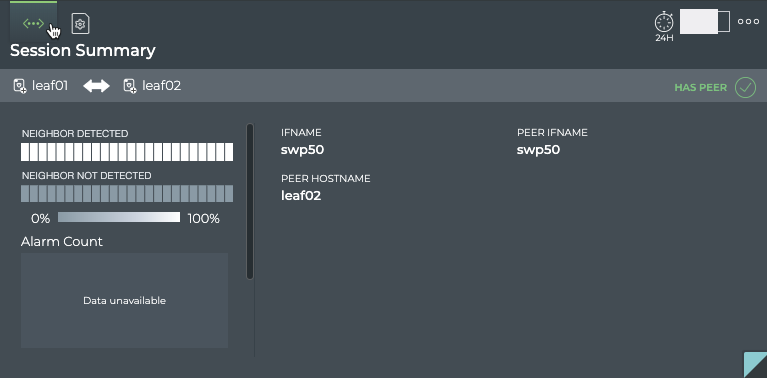 24H
Session Summary
leaf01 leaf02 HAS PEER
NEIGHBOR DETECTED
NEIGHBOR NOT DETECTED
0% 100%
Alarm Count
Data unavailable
IFNAME PEER IFNAME
swp50 swp50
PEER HOSTNAME
leaf02